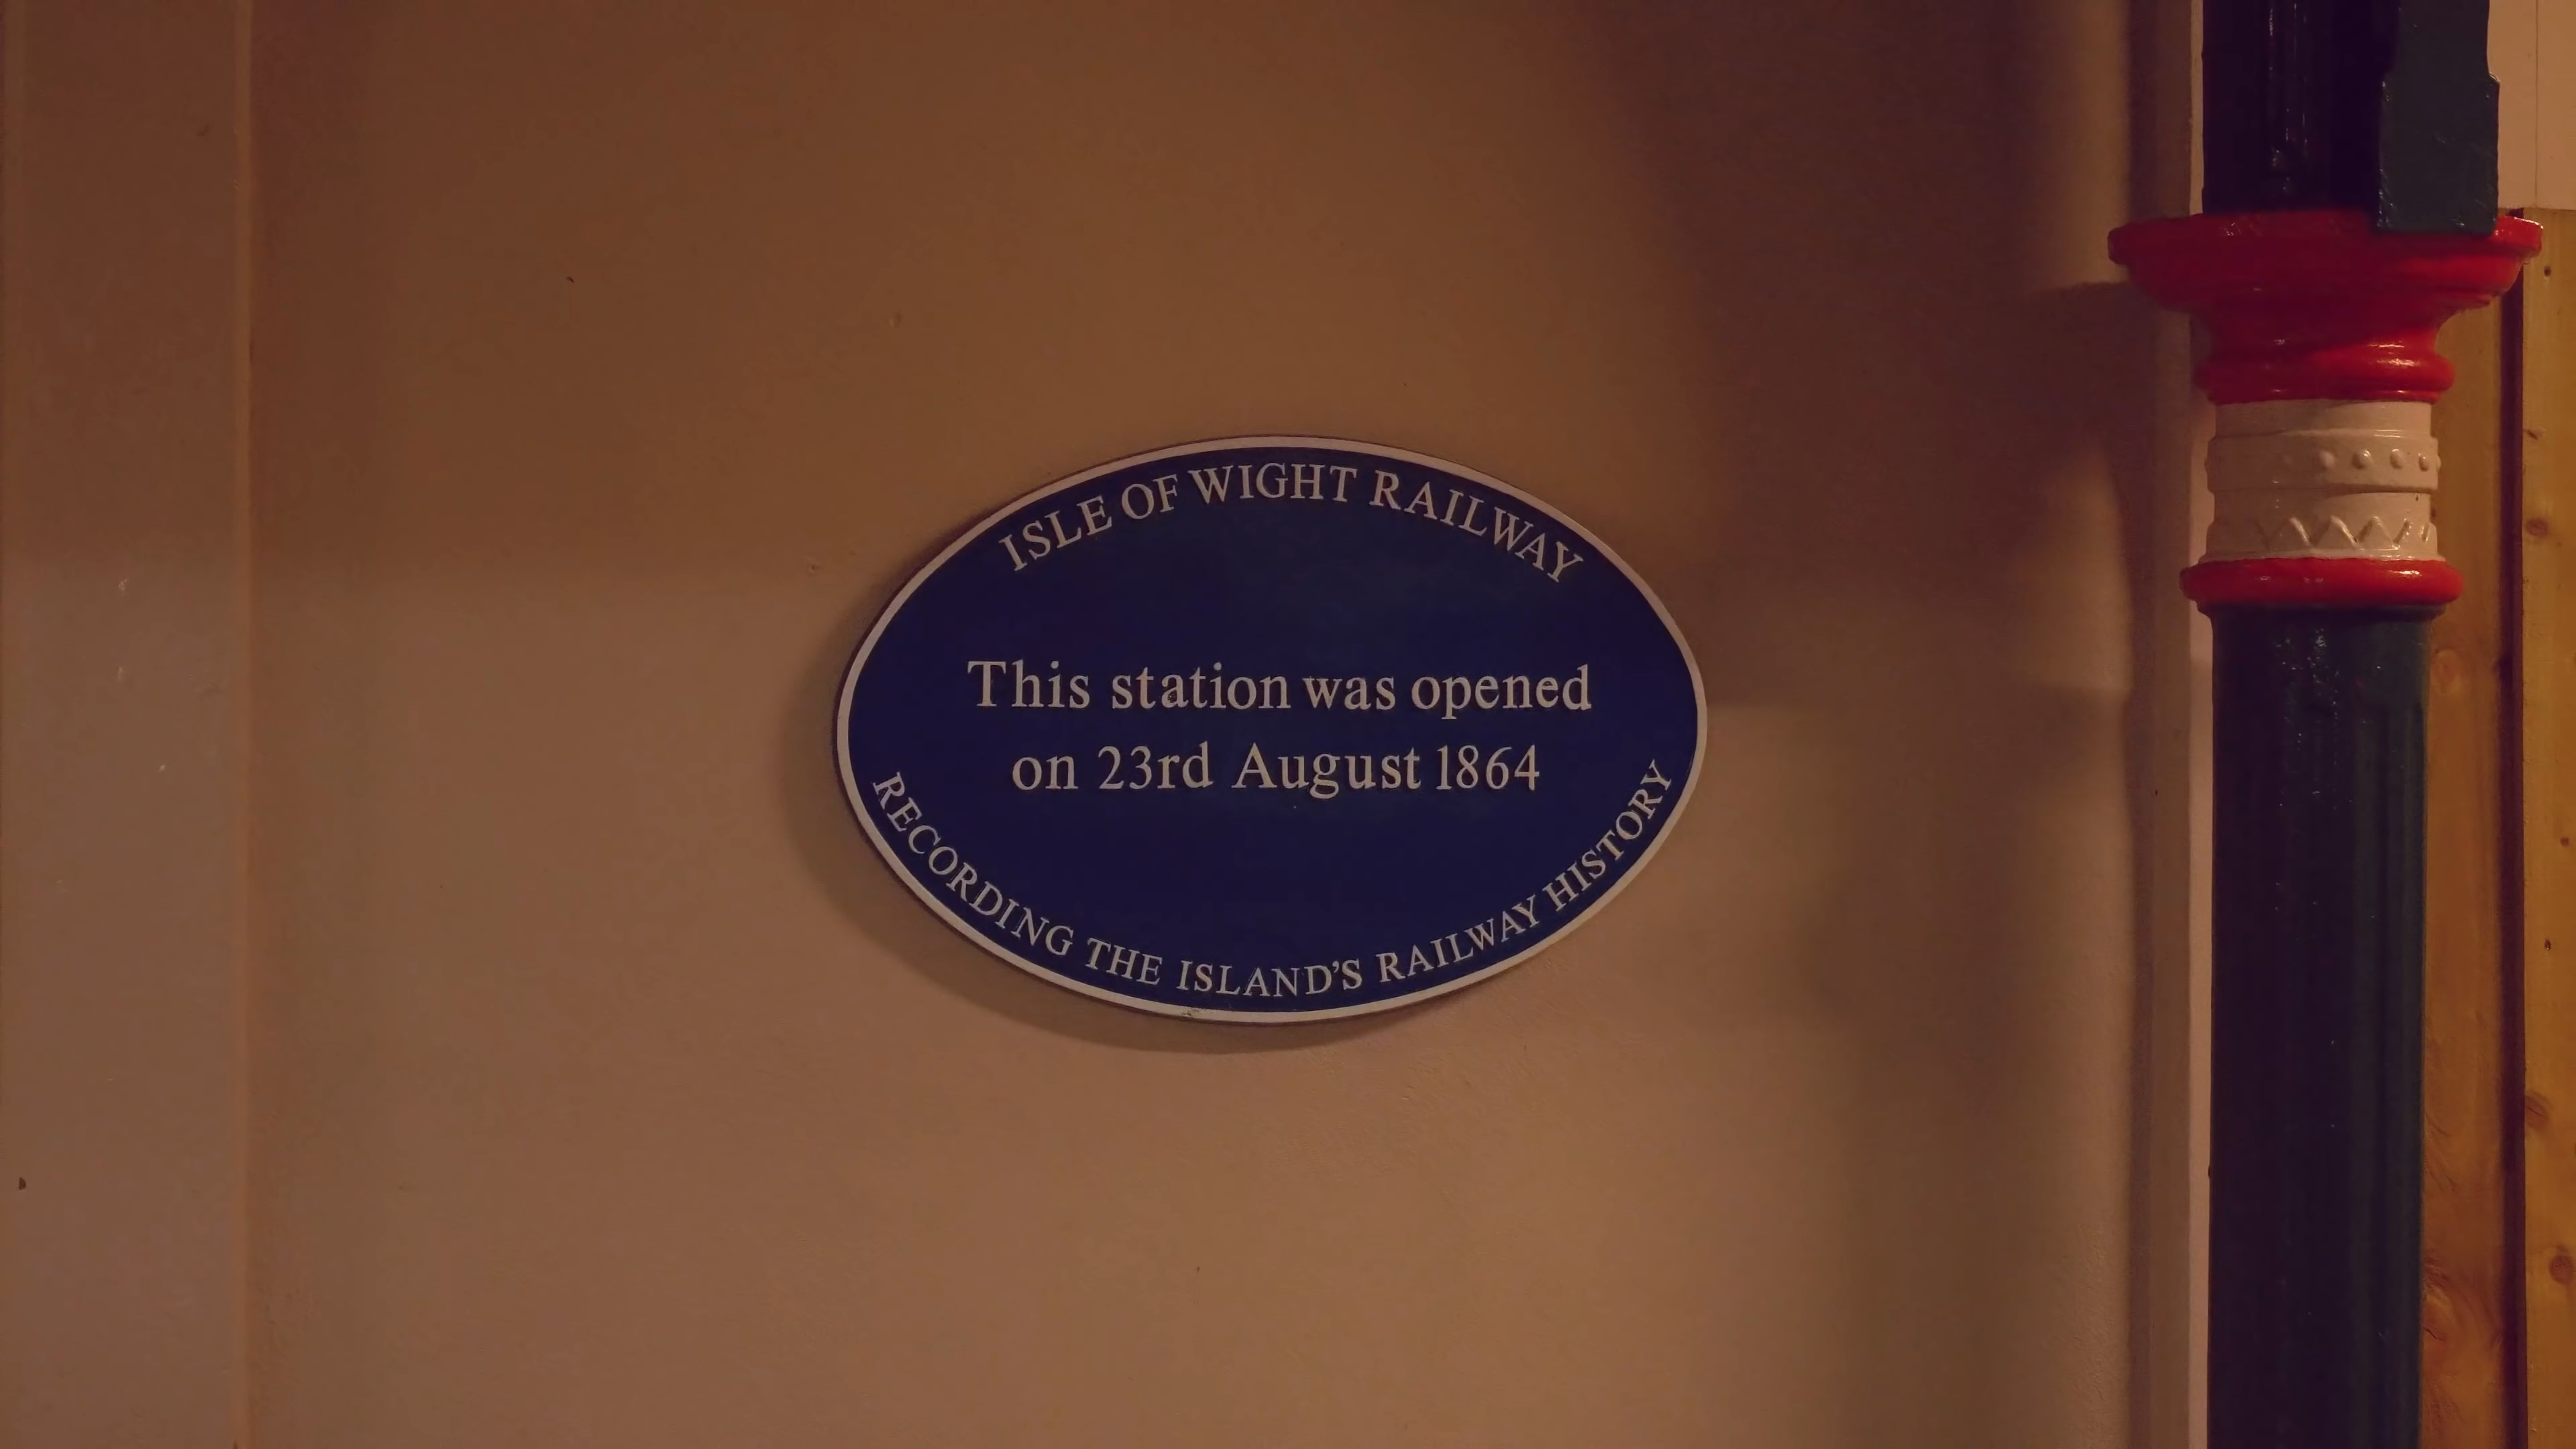 ISLE OF WIGHT RAILWAY
This station was opened
on 23rd August 1864
RECORDING THE ISLAND'S RAILWAY HISTORY